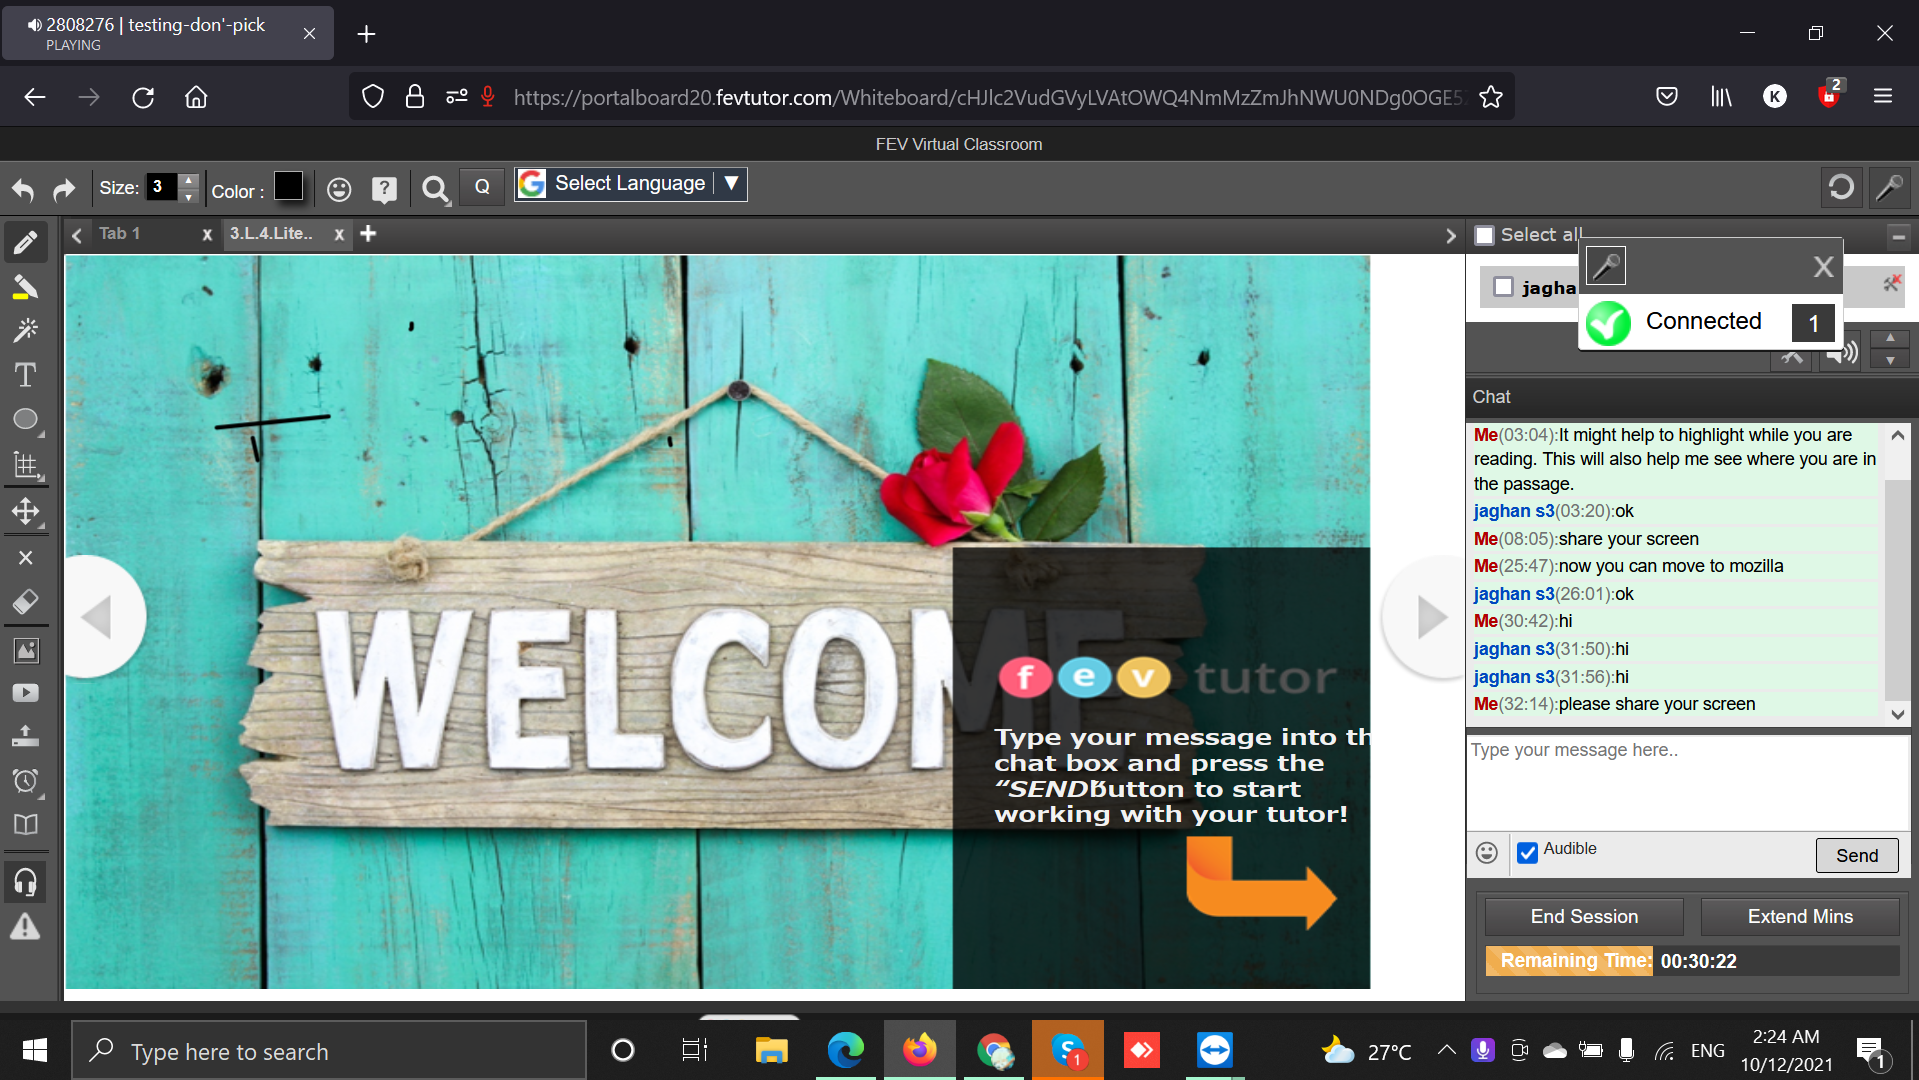 2808276 | testing-don'-pick
PLAYING
https://portalboard20.fevtutor.com/Whiteboard/cHJlc2VudGVyLVAtOWQ4NmMzZmJhNWU0NDg0OGE5Z
K
2
FEV Virtual Classroom
Size: 3
Color :
Q
G Select Language ▼
Tab 1 x
3.L.4.Lite.. x
Select all
jagha
X
Connected 1
WELCOME
fev tutor
Type your message into th
chat box and press the
“SEND” button to start
working with your tutor!
Chat
Me(03:04):It might help to highlight while you are
reading. This will also help me see where you are in
the passage.
jaghan s3(03:20):ok
Me(08:05):share your screen
Me(25:47):now you can move to mozilla
jaghan s3(26:01):ok
Me(30:42):hi
jaghan s3(31:50):hi
jaghan s3(31:56):hi
Me(32:14):please share your screen
Type your message here..
Audible
Send
End Session
Extend Mins
Remaining Time: 00:30:22
Type here to search
S 1
27°C
ENG
2:24 AM
10/12/2021
1